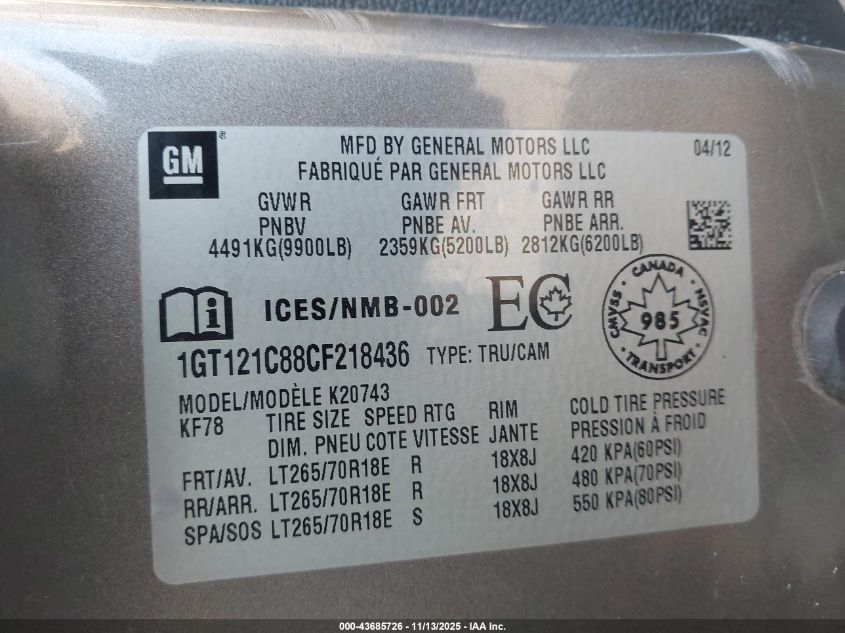 GM ®
MFD BY GENERAL MOTORS LLC 04/12
FABRIQUÉ PAR GENERAL MOTORS LLC
GVWR GAWR FRT GAWR RR
PNBV PNBE AV. PNBE ARR.
4491KG(9900LB) 2359KG(5200LB) 2812KG(6200LB)
i ICES/NMB-002 EC
CANADA
CMVSS 985 NSVAC
TRANSPORT
1GT121C88CF218436 TYPE: TRU/CAM
MODEL/MODÈLE K20743
KF78 TIRE SIZE SPEED RTG RIM COLD TIRE PRESSURE
DIM. PNEU COTE VITESSE JANTE PRESSION À FROID
FRT/AV. LT265/70R18E R 18X8J 420 KPA(60PSI)
RR/ARR. LT265/70R18E R 18X8J 480 KPA(70PSI)
SPA/SOS LT265/70R18E S 18X8J 550 KPA(80PSI)
000-43685726 - 11/13/2025 - IAA Inc.